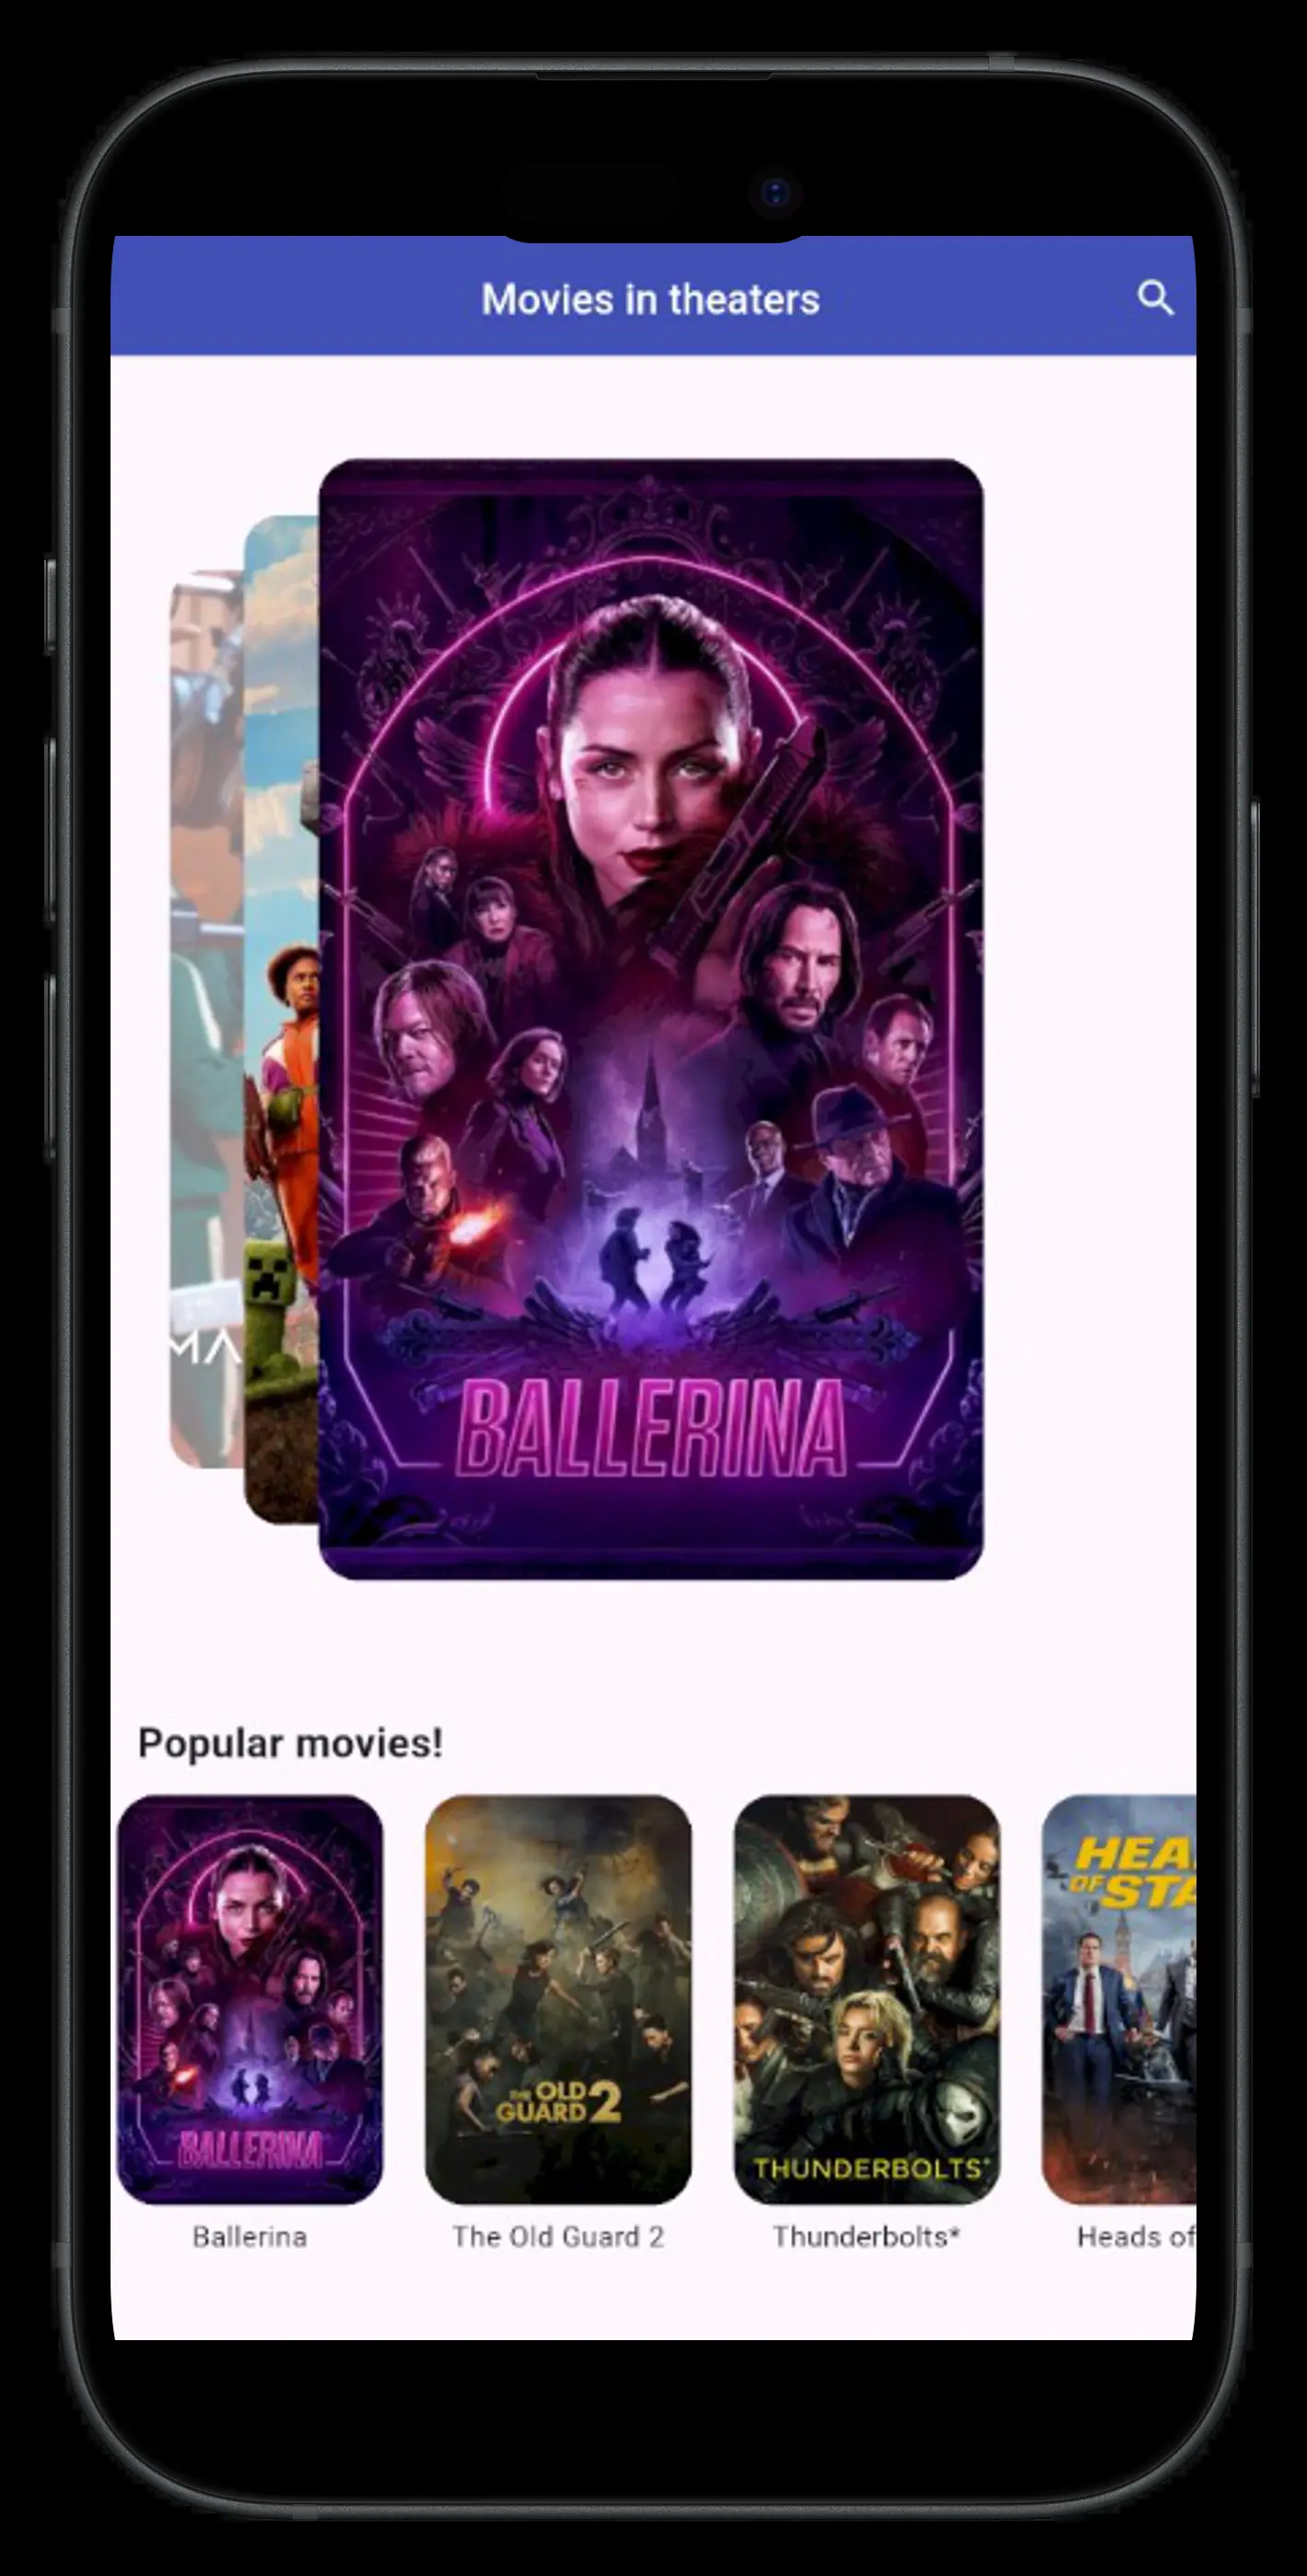 Movies in theaters
MA
BALLERINA
Popular movies!
HEA
OF STA
THE OLD
GUARD 2
THUNDERBOLTS*
BALLERINA
Ballerina
The Old Guard 2
Thunderbolts*
Heads of